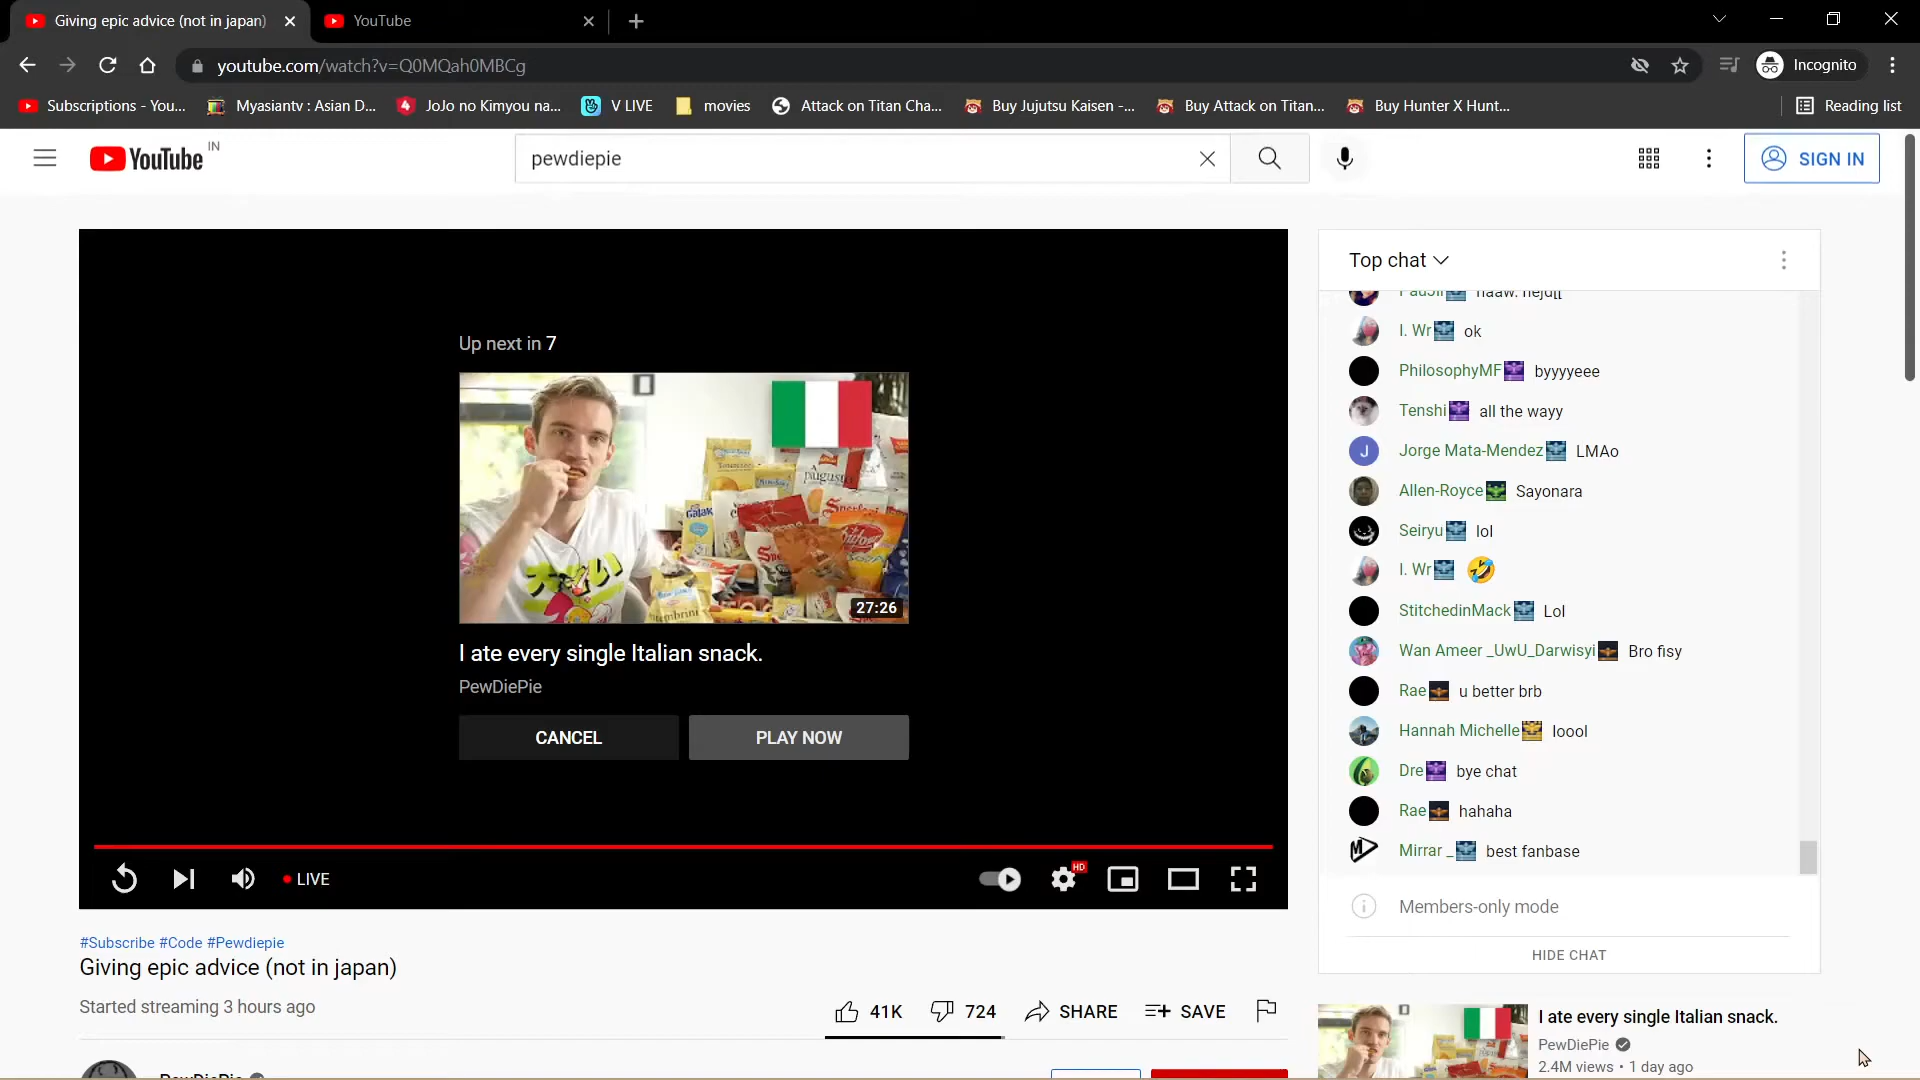 Giving epic advice (not in japan)
YouTube
youtube.com/watch?v=Q0MQah0MBCg
Incognito
Subscriptions - You...
Myasiantv : Asian D...
JoJo no Kimyou na...
V LIVE
movies
Attack on Titan Cha...
Buy Jujutsu Kaisen -...
Buy Attack on Titan...
Buy Hunter X Hunt...
Reading list
YouTube IN
pewdiepie
SIGN IN
Up next in 7
27:26
I ate every single Italian snack.
PewDiePie
CANCEL
PLAY NOW
LIVE
HD
Top chat
I. Wr ok
PhilosophyMF byyyyeee
Tenshi all the wayy
J Jorge Mata-Mendez LMAo
Allen-Royce Sayonara
Seiryu lol
I. Wr 🤣
StitchedinMack Lol
Wan Ameer _UwU_Darwisyi Bro fisy
Rae u better brb
Hannah Michelle loool
Dre bye chat
Rae hahaha
Mirrar _ best fanbase
Members-only mode
HIDE CHAT
#Subscribe #Code #Pewdiepie
Giving epic advice (not in japan)
Started streaming 3 hours ago
41K
724
SHARE
SAVE
PewDiePie
I ate every single Italian snack.
PewDiePie
2.4M views • 1 day ago